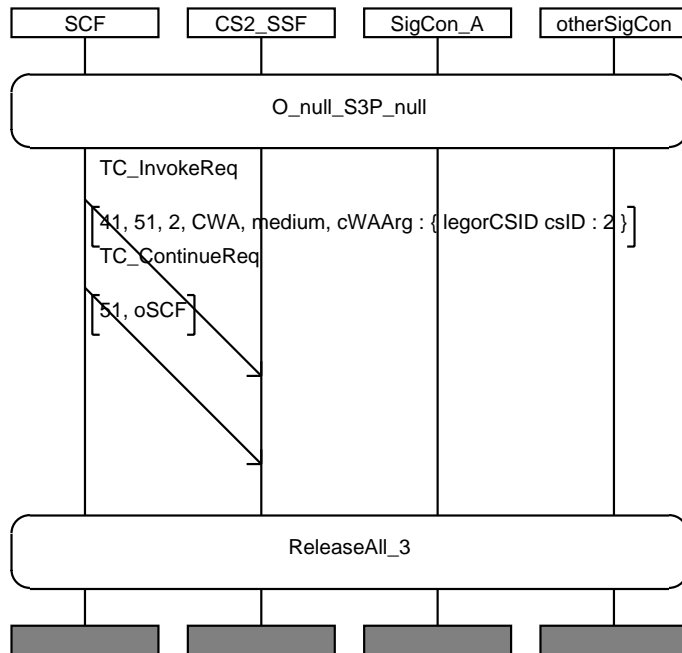 SCF CS2_SSF SigCon_A otherSigCon
O_null_S3P_null
TC_InvokeReq
[41, 51, 2, CWA, medium, cWAArg : { legorCSID csID : 2 }]
TC_ContinueReq
[51, oSCF]
ReleaseAll_3